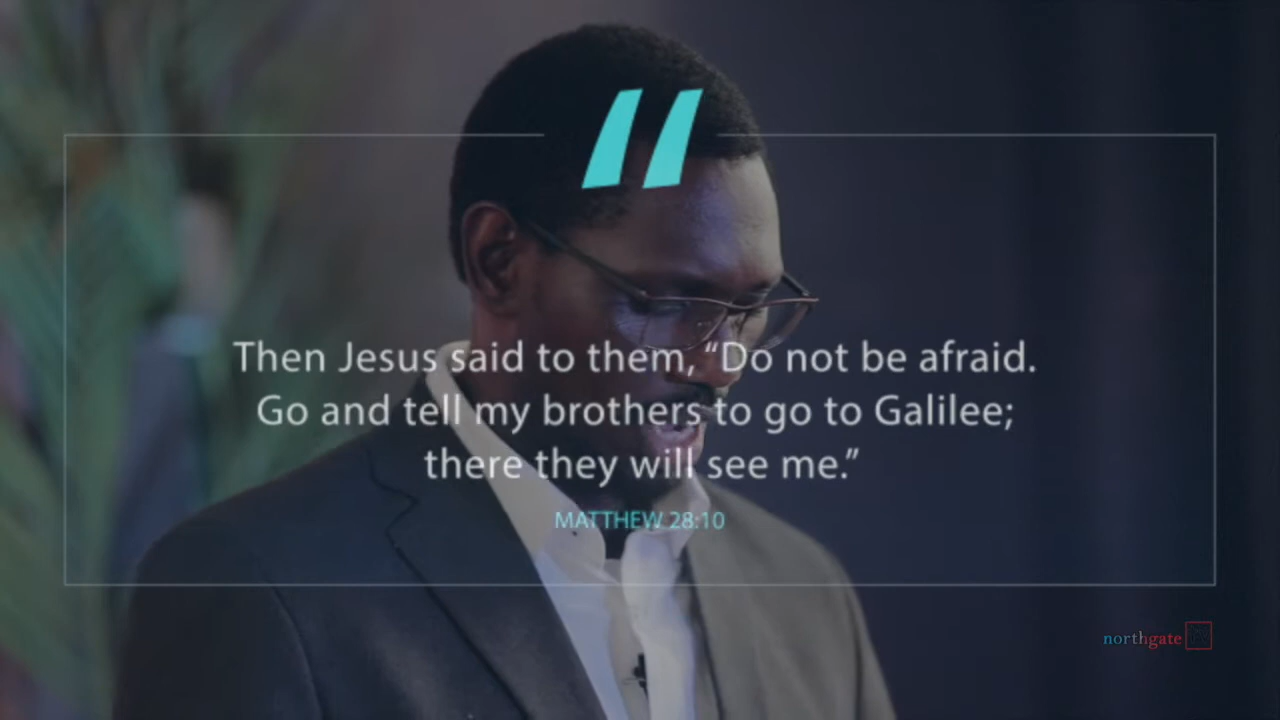 Then Jesus said to them, “Do not be afraid.
Go and tell my brothers to go to Galilee;
there they will see me.”
MATTHEW 28:10
northgate TV